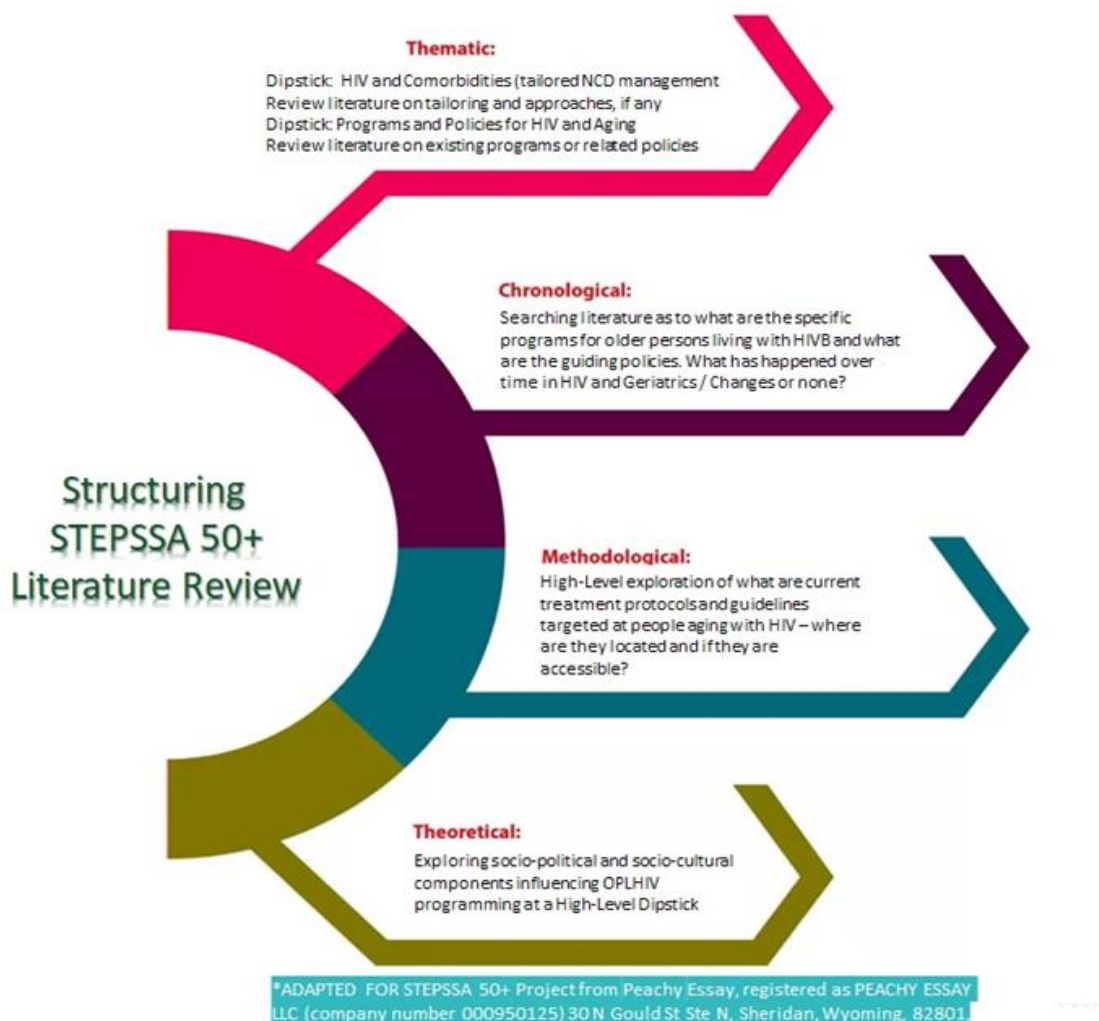 Thematic:
Dipstick: HIV and Comorbidities (tailored NCD management
Review literature on tailoring and approaches, if any
Dipstick: Programs and Policies for HIV and Aging
Review literature on existing programs or related policies
Chronological:
Searching literature as to what are the specific
programs for older persons living with HIVB and what
are the guiding policies. What has happened over
time in HIV and Geriatrics / Changes or none?
Structuring
STEPSSA 50+
Literature Review
Methodological:
High-Level exploration of what are current
treatment protocols and guidelines
targeted at people aging with HIV – where
are they located and if they are
accessible?
Theoretical:
Exploring socio-political and socio-cultural
components influencing OPLHIV
programming at a High-Level Dipstick
*ADAPTED FOR STEPSSA 50+ Project from Peachy Essay, registered as PEACHY ESSAY
LLC (company number 000950125) 30 N Gould St Ste N, Sheridan, Wyoming, 82801.